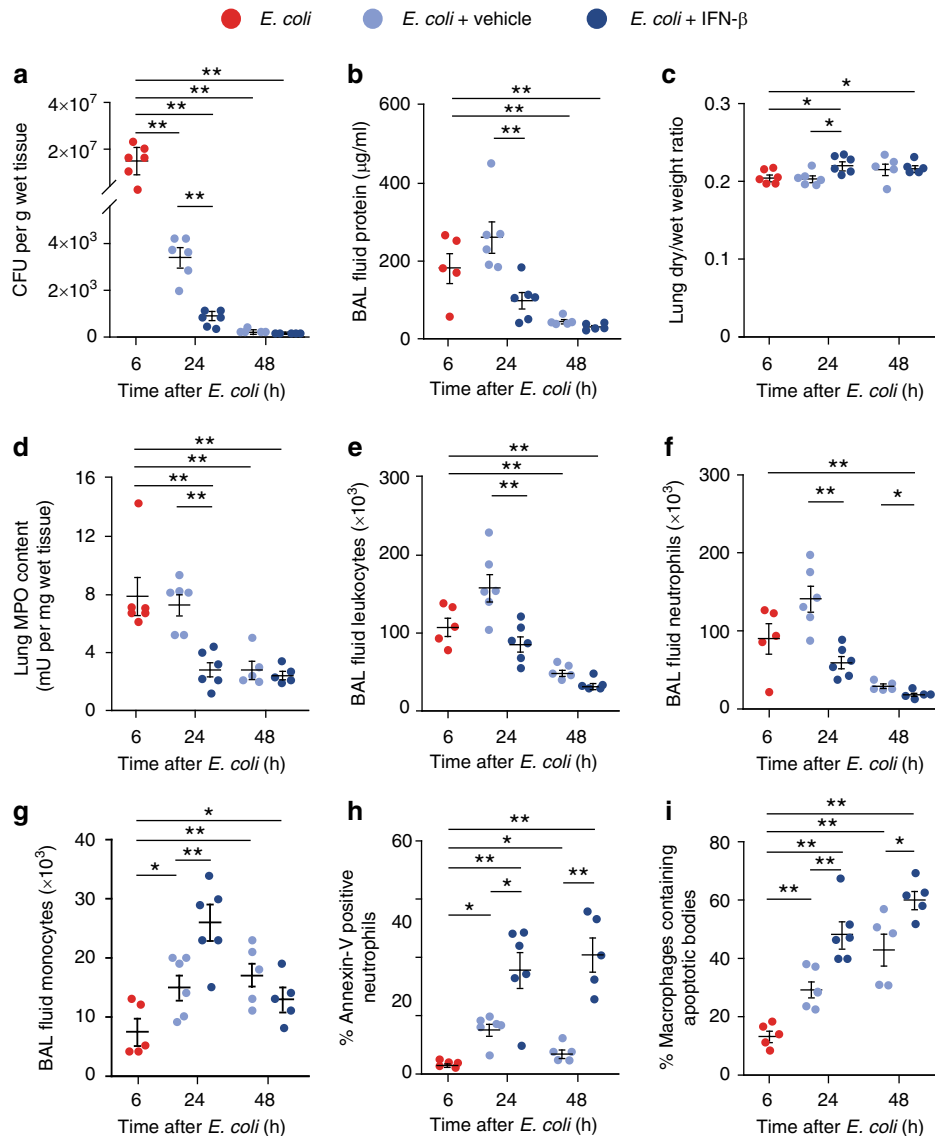 E. coli E. coli + vehicle E. coli + IFN-β
a
CFU per g wet tissue
4×10⁷
2×10⁷
4×10³
2×10³
0
** ** ** ** **
6 24 48
Time after E. coli (h)
b
BAL fluid protein (µg/ml)
600
400
200
0
** ** **
6 24 48
Time after E. coli (h)
c
Lung dry/wet weight ratio
0.3
0.2
0.1
0
* * *
6 24 48
Time after E. coli (h)
d
Lung MPO content
(mU per mg wet tissue)
16
12
8
4
0
** ** ** **
6 24 48
Time after E. coli (h)
e
BAL fluid leukocytes (×10³)
300
200
100
0
** ** **
6 24 48
Time after E. coli (h)
f
BAL fluid neutrophils (×10³)
300
200
100
0
** ** *
6 24 48
Time after E. coli (h)
g
BAL fluid monocytes (×10³)
40
30
20
10
0
* ** ** *
6 24 48
Time after E. coli (h)
h
% Annexin-V positive
neutrophils
60
40
20
0
** * ** ** * *
6 24 48
Time after E. coli (h)
i
% Macrophages containing
apoptotic bodies
80
60
40
20
0
** ** ** * ** **
6 24 48
Time after E. coli (h)